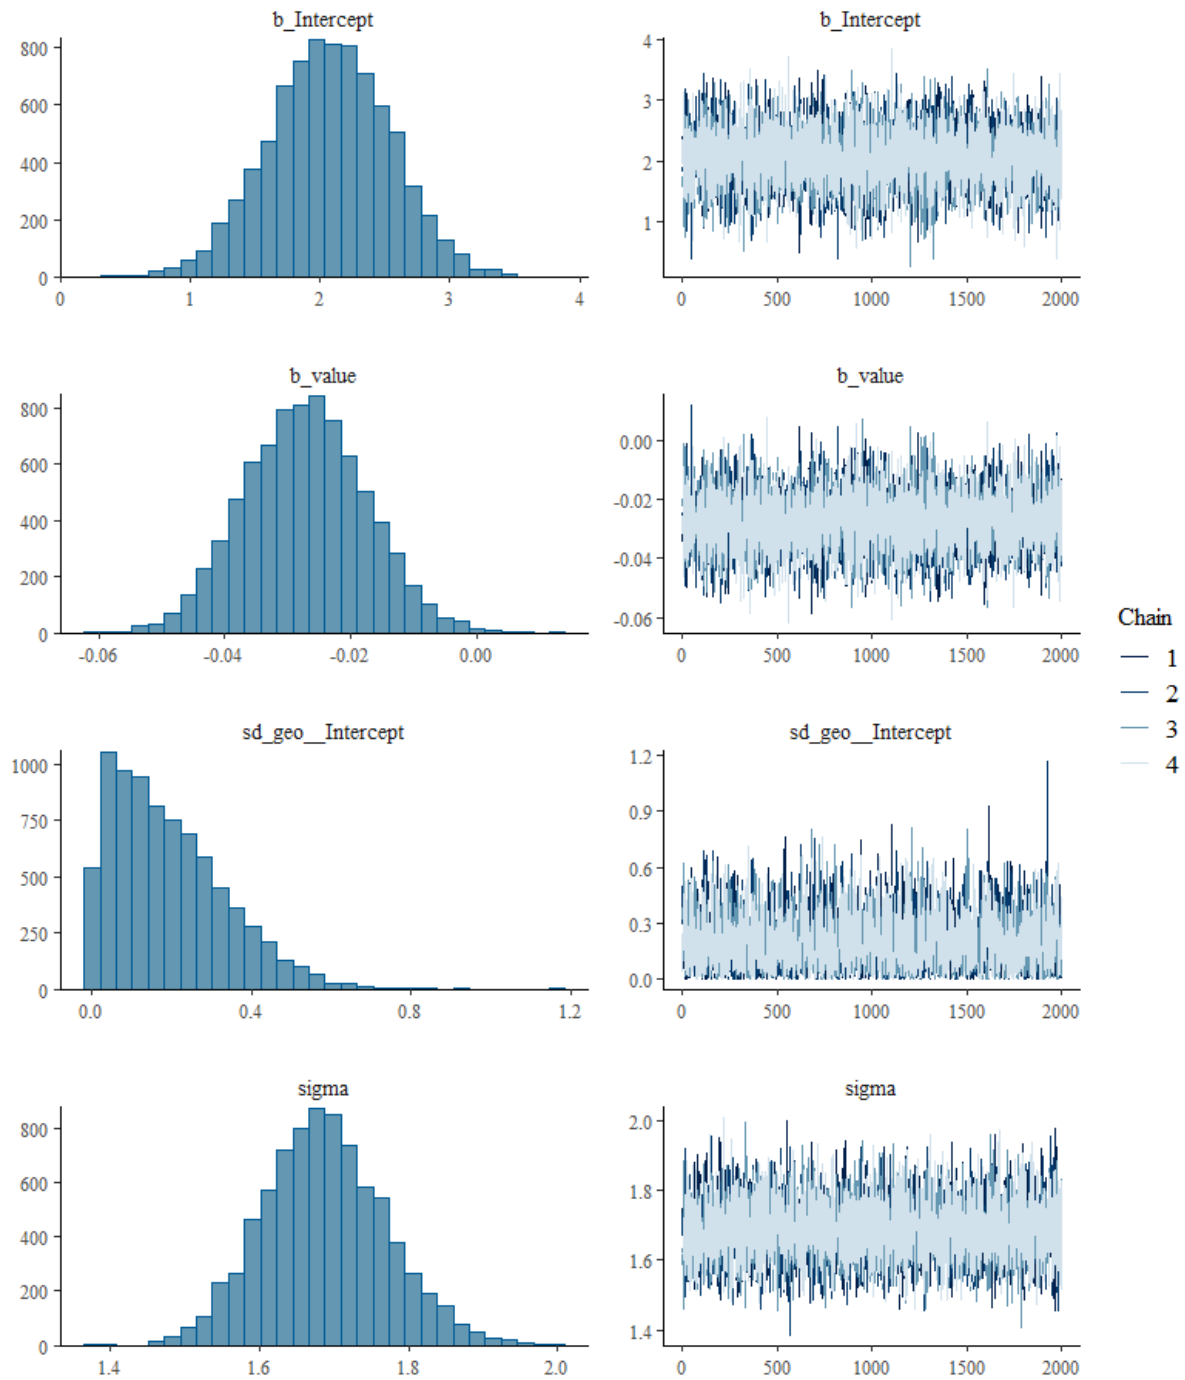 b_Intercept
b_Intercept
800
600
400
200
0
0 1 2 3 4
4
3
2
1
0 500 1000 1500 2000
b_value
b_value
800
600
400
200
0
-0.06 -0.04 -0.02 0.00
0.00
-0.02
-0.04
-0.06
0 500 1000 1500 2000
Chain
1
2
3
4
sd_geo__Intercept
sd_geo__Intercept
1000
750
500
250
0
0.0 0.4 0.8 1.2
1.2
0.9
0.6
0.3
0.0
0 500 1000 1500 2000
sigma
sigma
800
600
400
200
0
1.4 1.6 1.8 2.0
2.0
1.8
1.6
1.4
0 500 1000 1500 2000